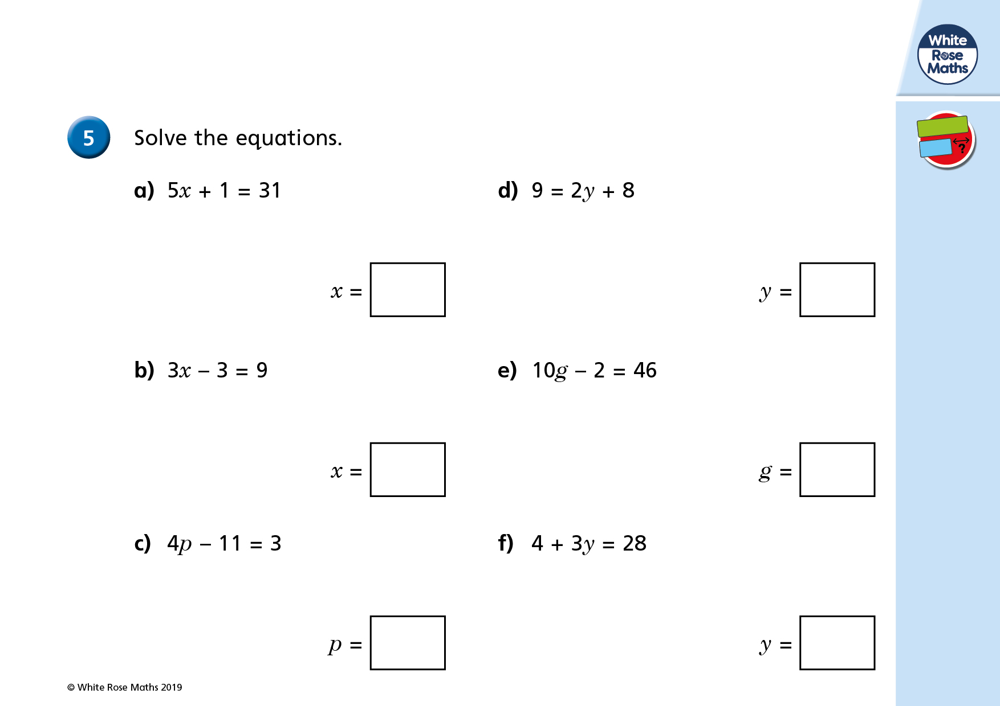 White
Rose
Maths
?
5 Solve the equations.
a) 5x + 1 = 31
x =
b) 3x – 3 = 9
x =
c) 4p – 11 = 3
p =
d) 9 = 2y + 8
y =
e) 10g – 2 = 46
g =
f) 4 + 3y = 28
y =
© White Rose Maths 2019